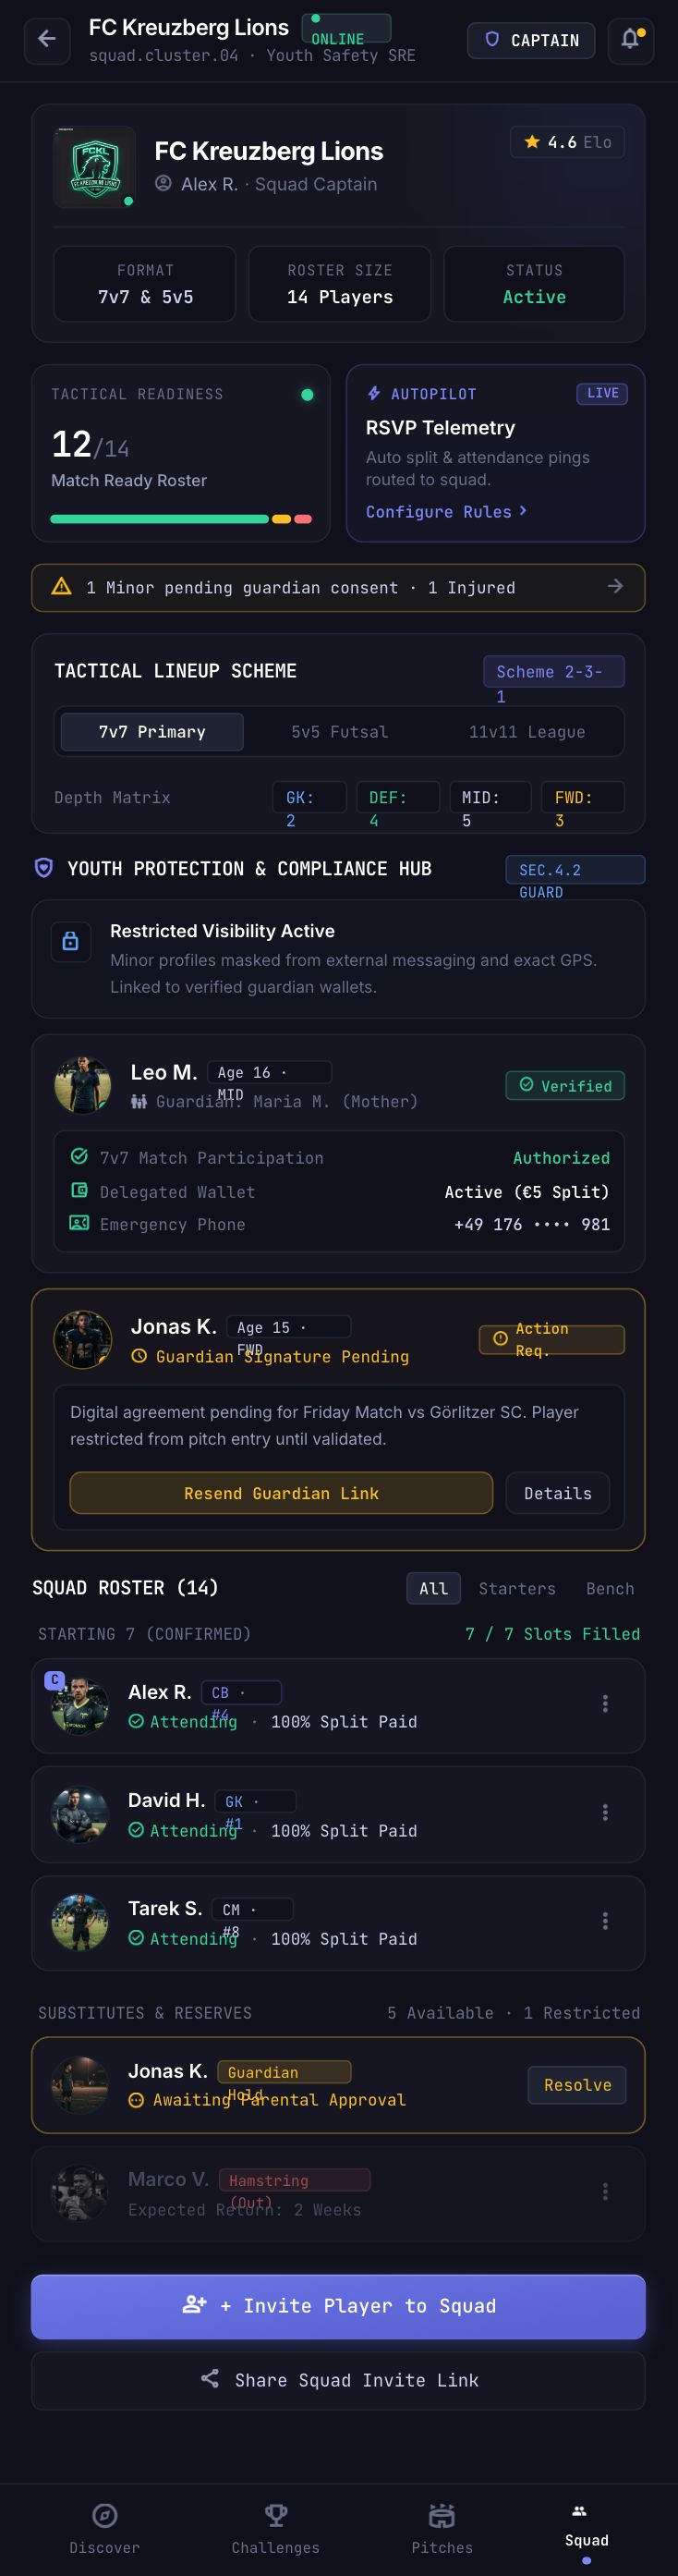 FC Kreuzberg Lions
ONLINE
squad.cluster.04 · Youth Safety SRE
CAPTAIN
FCKL
FC Kreuzberg Lions
4.6 Elo
Alex R. · Squad Captain
FORMAT
7v7 & 5v5
ROSTER SIZE
14 Players
STATUS
Active
TACTICAL READINESS
12/14
Match Ready Roster
AUTOPILOT
LIVE
RSVP Telemetry
Auto split & attendance pings
routed to squad.
Configure Rules
1 Minor pending guardian consent · 1 Injured
TACTICAL LINEUP SCHEME
Scheme 2-3-
1
7v7 Primary
5v5 Futsal
11v11 League
Depth Matrix
GK:
2
DEF:
4
MID:
5
FWD:
3
YOUTH PROTECTION & COMPLIANCE HUB
SEC.4.2
GUARD
Restricted Visibility Active
Minor profiles masked from external messaging and exact GPS.
Linked to verified guardian wallets.
Leo M.
Age 16 ·
MID
Guardian: Maria M. (Mother)
Verified
7v7 Match Participation
Authorized
Delegated Wallet
Active (€5 Split)
Emergency Phone
+49 176 •••• 981
Jonas K.
Age 15 ·
FWD
Guardian Signature Pending
Action
Req.
Digital agreement pending for Friday Match vs Görlitzer SC. Player
restricted from pitch entry until validated.
Resend Guardian Link
Details
SQUAD ROSTER (14)
All
Starters
Bench
STARTING 7 (CONFIRMED)
7 / 7 Slots Filled
C
Alex R.
CB ·
#4
Attending · 100% Split Paid
David H.
GK ·
#1
Attending · 100% Split Paid
Tarek S.
CM ·
#8
Attending · 100% Split Paid
SUBSTITUTES & RESERVES
5 Available · 1 Restricted
Jonas K.
Guardian
Hold
Awaiting Parental Approval
Resolve
Marco V.
Hamstring
(Out)
Expected Return: 2 Weeks
+ Invite Player to Squad
Share Squad Invite Link
Discover
Challenges
Pitches
Squad